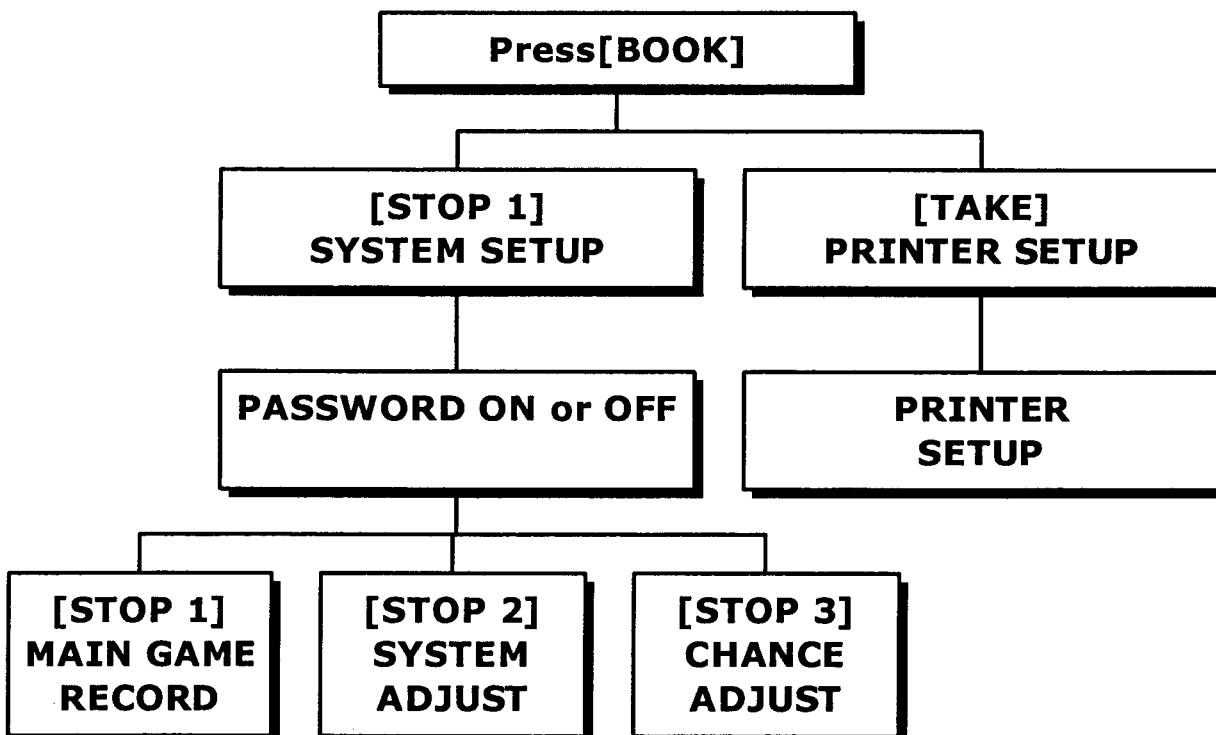 Press[BOOK]
[STOP 1]
SYSTEM SETUP
[TAKE]
PRINTER SETUP
PASSWORD ON or OFF
PRINTER
SETUP
[STOP 1]
MAIN GAME
RECORD
[STOP 2]
SYSTEM
ADJUST
[STOP 3]
CHANCE
ADJUST